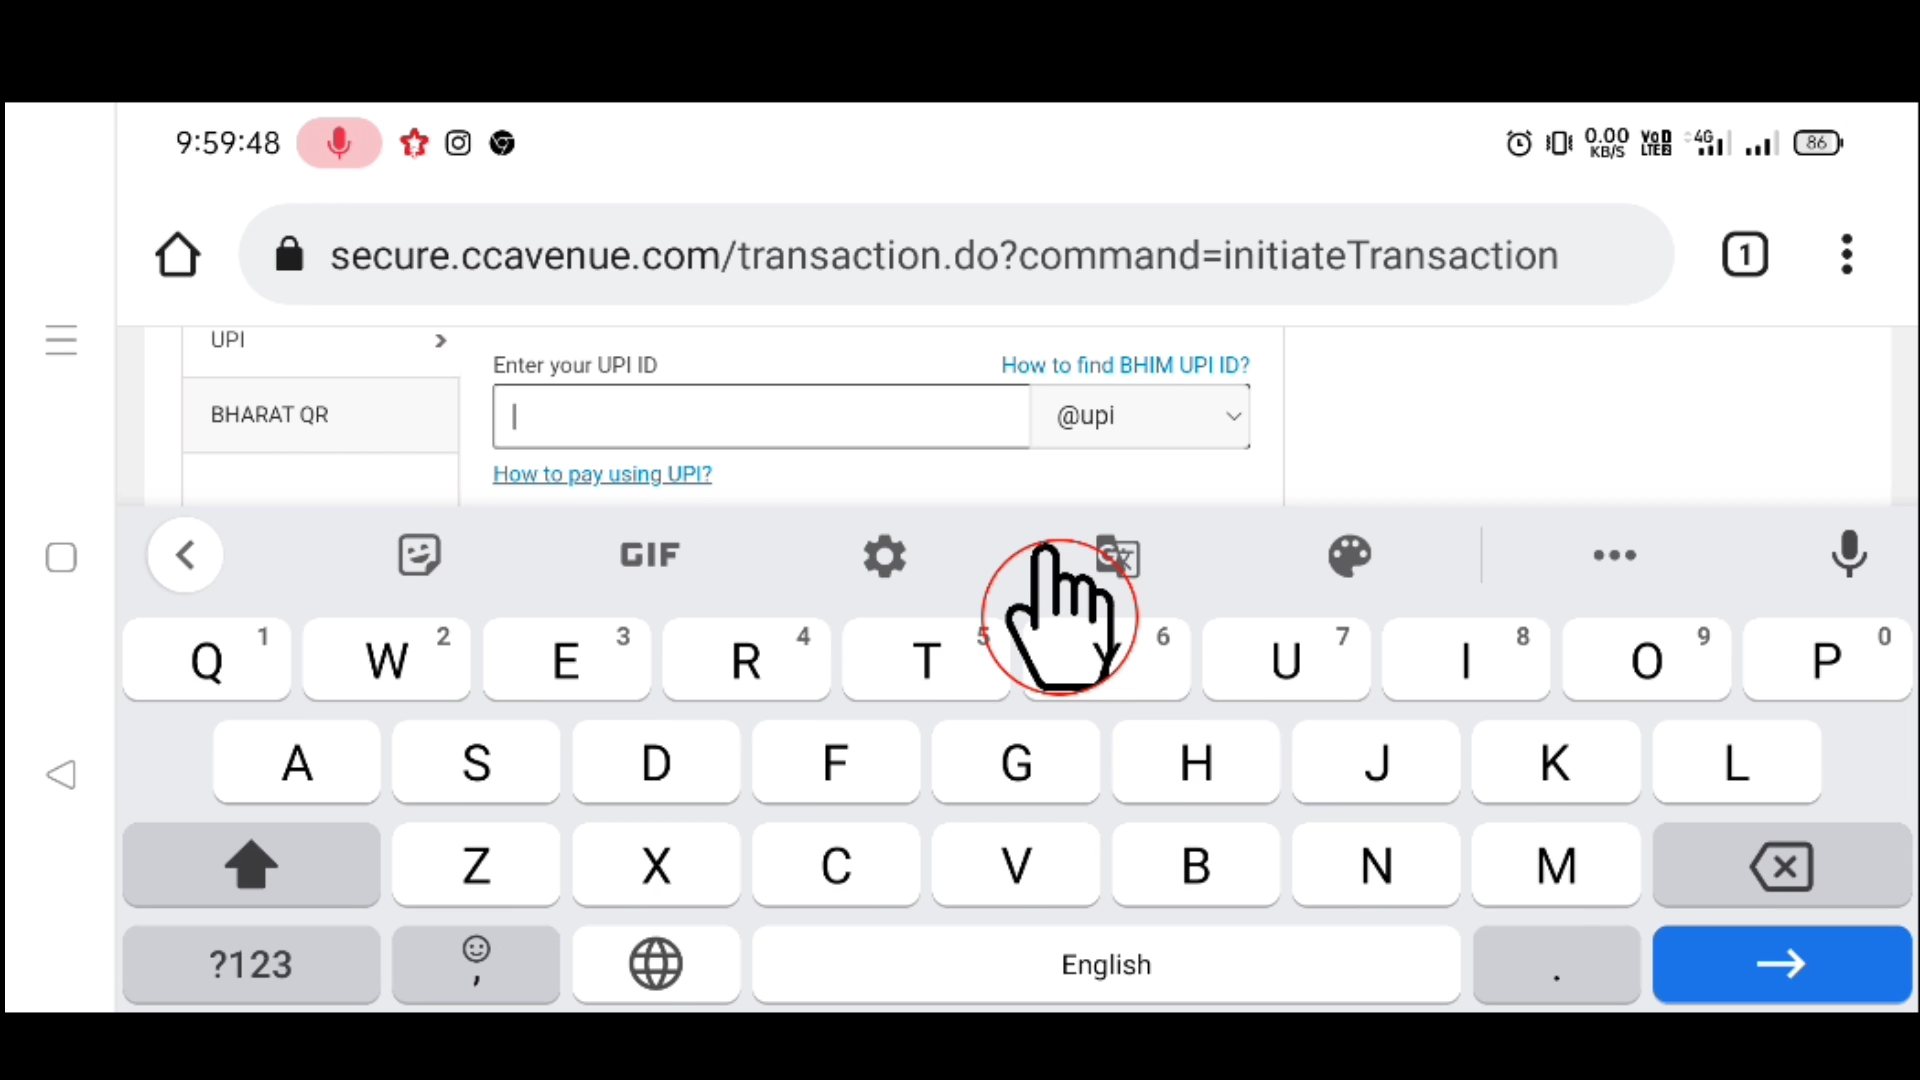 9:59:48
0.00
KB/S
Vo
LTE2
4G
86
secure.ccavenue.com/transaction.do?command=initiateTransaction
1
UPI
Enter your UPI ID
How to find BHIM UPI ID?
BHARAT QR
@upi
How to pay using UPI?
GIF
Q 1 W 2 E 3 R 4 T 5 Y 6 U 7 I 8 O 9 P 0
A S D F G H J K L
Z X C V B N M
?123 , English .